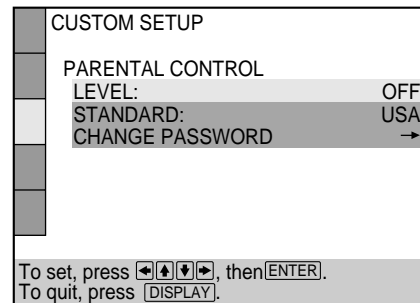 CUSTOM SETUP
PARENTAL CONTROL
LEVEL: OFF
STANDARD: USA
CHANGE PASSWORD →
To set, press ←↑↓→, then ENTER.
To quit, press DISPLAY.